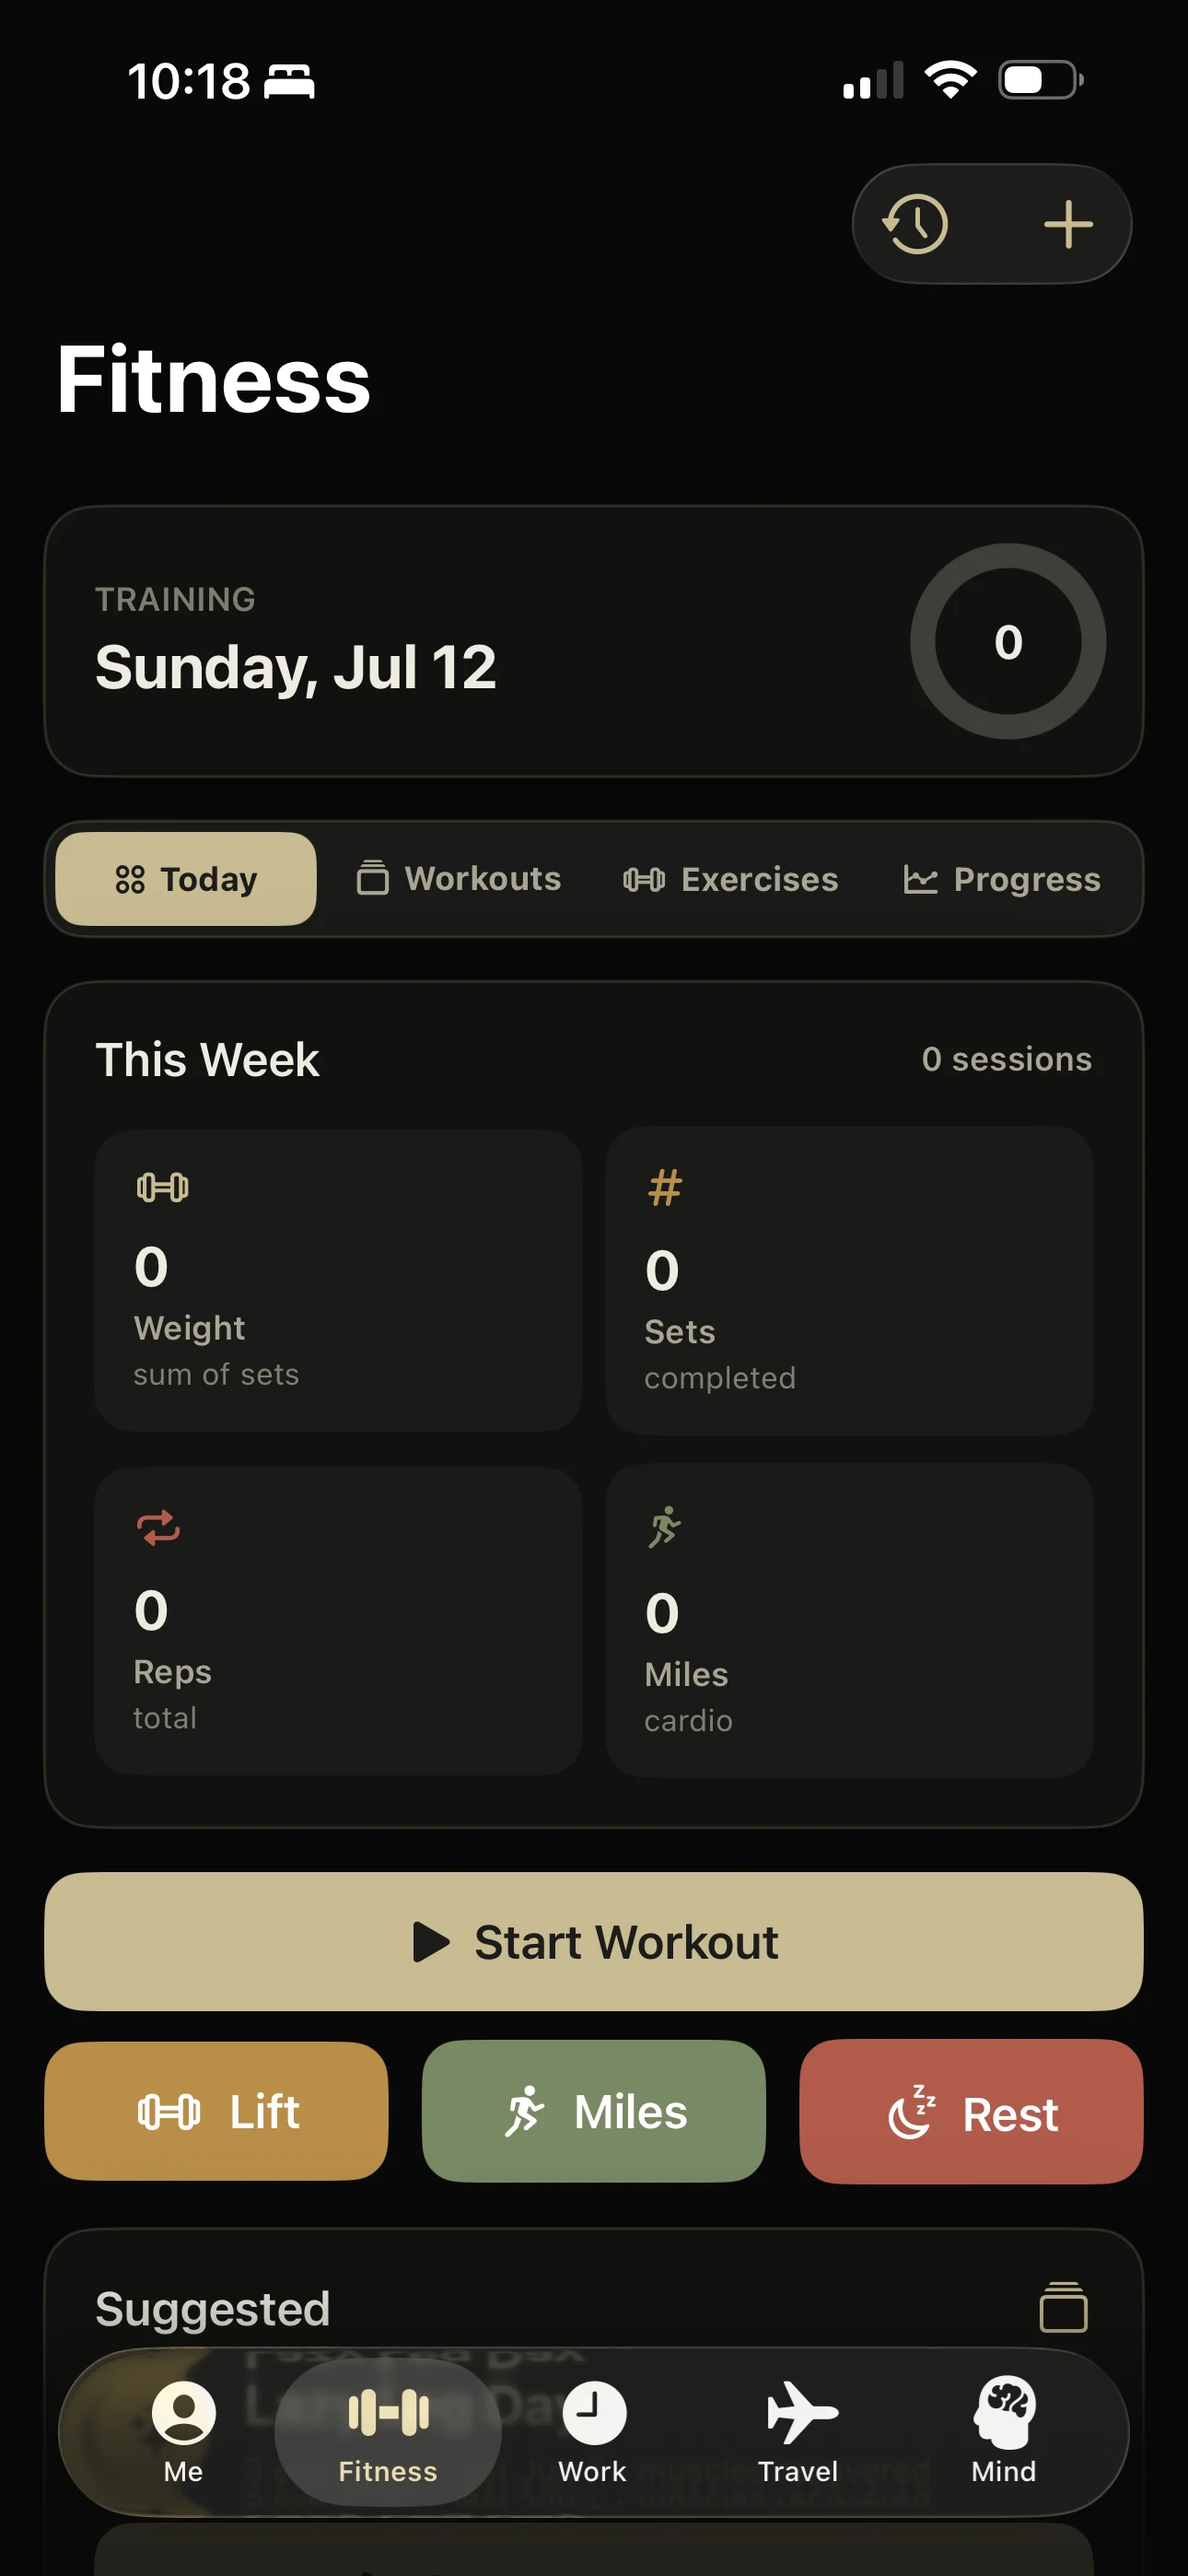 10:18
Fitness
TRAINING
Sunday, Jul 12
0
Today
Workouts
Exercises
Progress
This Week
0 sessions
0
Weight
sum of sets
#
0
Sets
completed
0
Reps
total
0
Miles
cardio
Start Workout
Lift
Miles
Rest
Suggested
Me
Fitness
Work
Travel
Mind